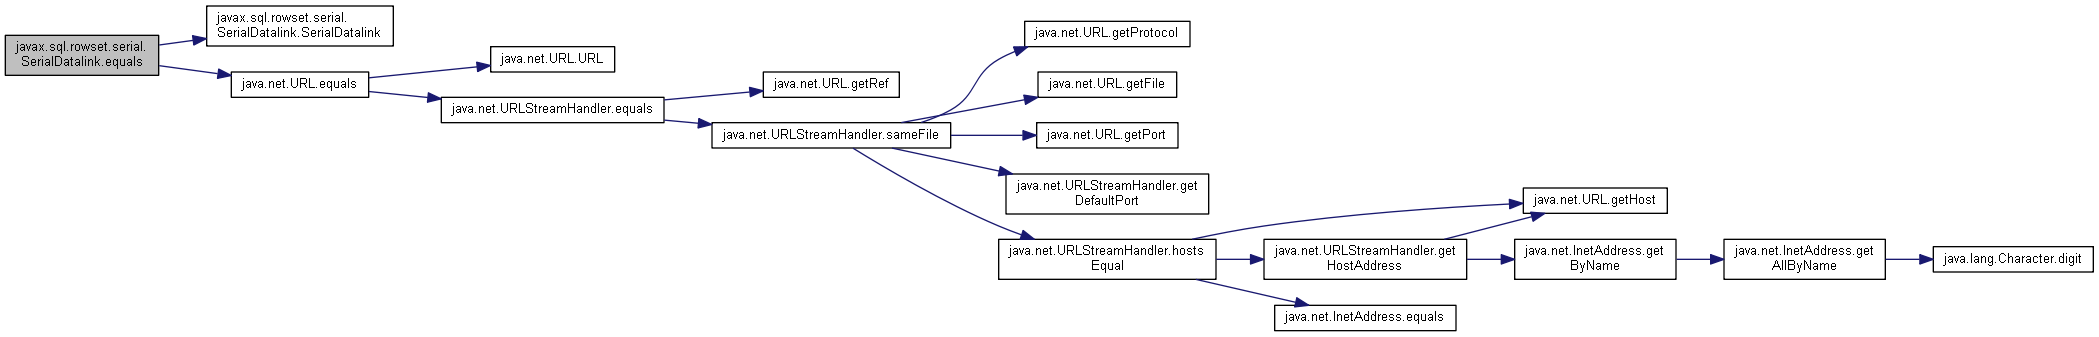 javax.sql.rowset.serial.
SerialDatalink.equals
javax.sql.rowset.serial.
SerialDatalink.SerialDatalink
java.net.URL.equals
java.net.URL.URL
java.net.URLStreamHandler.equals
java.net.URL.getRef
java.net.URLStreamHandler.sameFile
java.net.URL.getProtocol
java.net.URL.getFile
java.net.URL.getPort
java.net.URLStreamHandler.get
DefaultPort
java.net.URLStreamHandler.hosts
Equal
java.net.URL.getHost
java.net.URLStreamHandler.get
HostAddress
java.net.InetAddress.get
ByName
java.net.InetAddress.get
AllByName
java.lang.Character.digit
java.net.InetAddress.equals